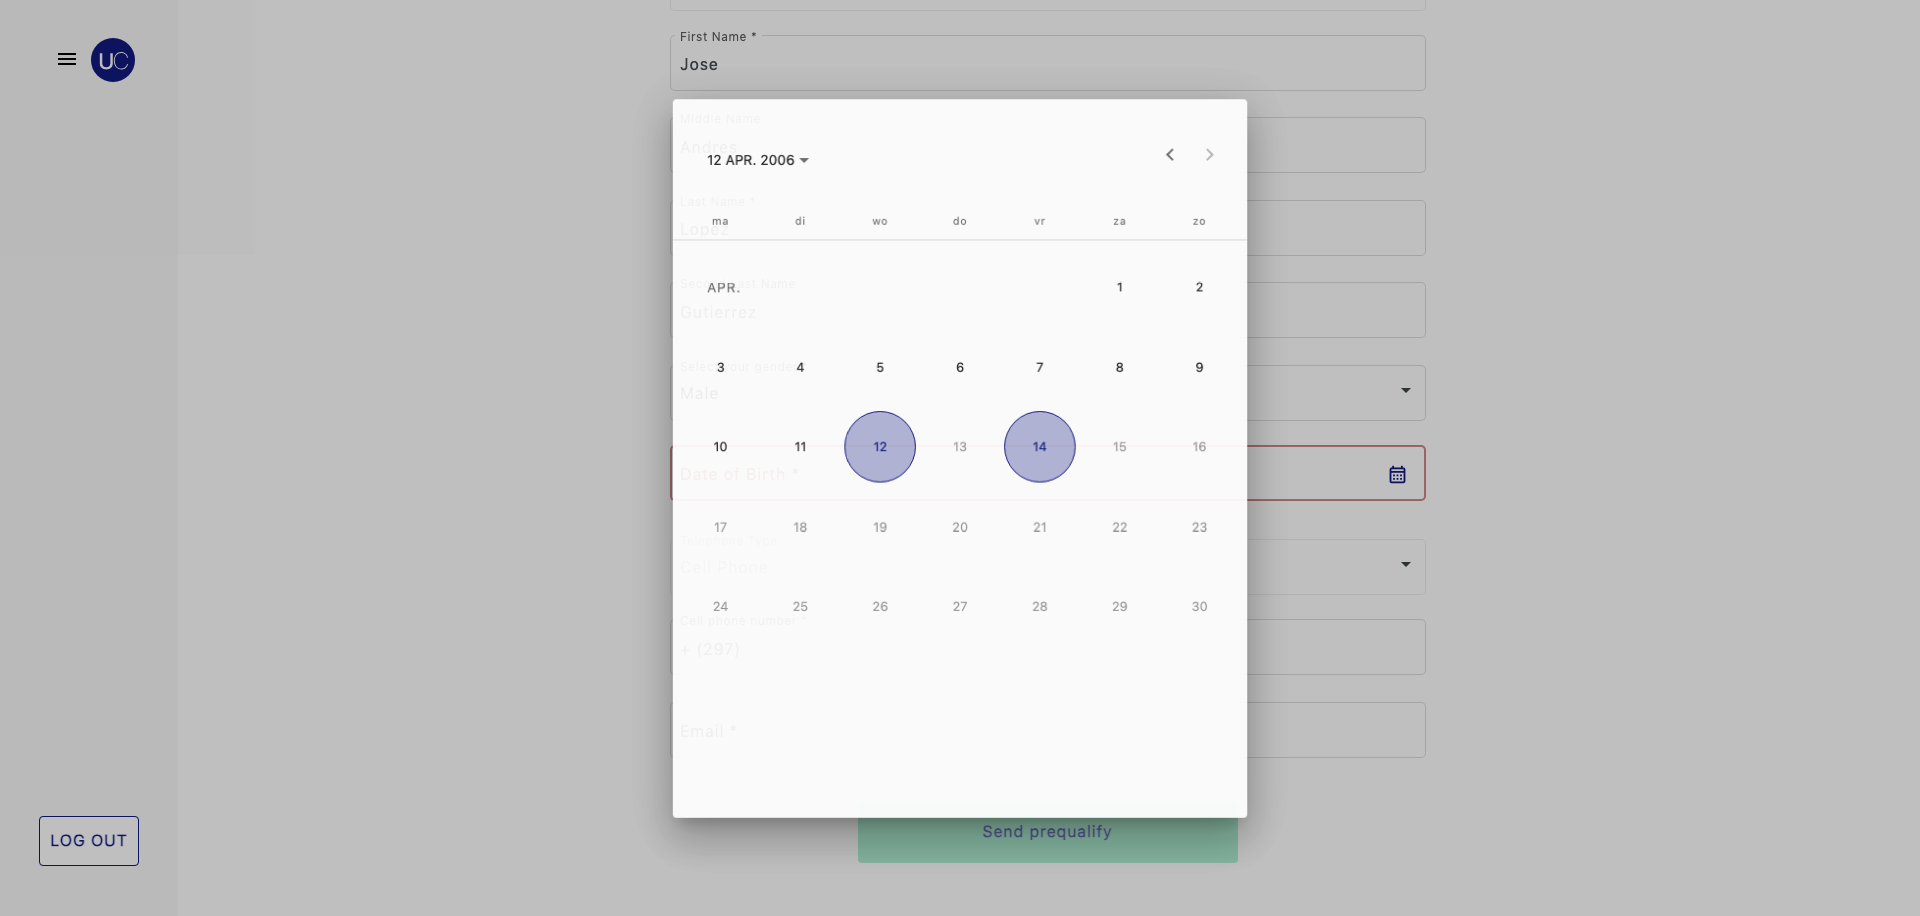 UC
First Name *
Jose
Middle Name
Andres
12 APR. 2006
Last Name *
Lopez
ma di wo do vr za zo
Second Last Name
Gutierrez
APR. 1 2
Select your gender
Male
3 4 5 6 7 8 9
10 11 12 13 14 15 16
Date of Birth *
17 18 19 20 21 22 23
Cell Phone
24 25 26 27 28 29 30
Cell phone number *
+ (297)
Email *
Send prequalify
LOG OUT